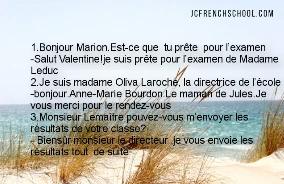 JCFRENCHSCHOOL.COM
1.Bonjour Marion.Est-ce que tu prête pour l'examen
-Salut Valentine!je suis prête pour l'examen de Madame
Leduc
2.Je suis madame Oliva Laroche, la directrice de l'école
-bonjour.Anne-Marie Bourdon.Le maman de Jules.Je
vous merci pour le rendez-vous
3,Monsieur Lemaitre pouvez-vous m'envoyer les
résultats de votre classe?
- Biensûr monsieur le directeur ,je vous envoie les
résultats tout de suite